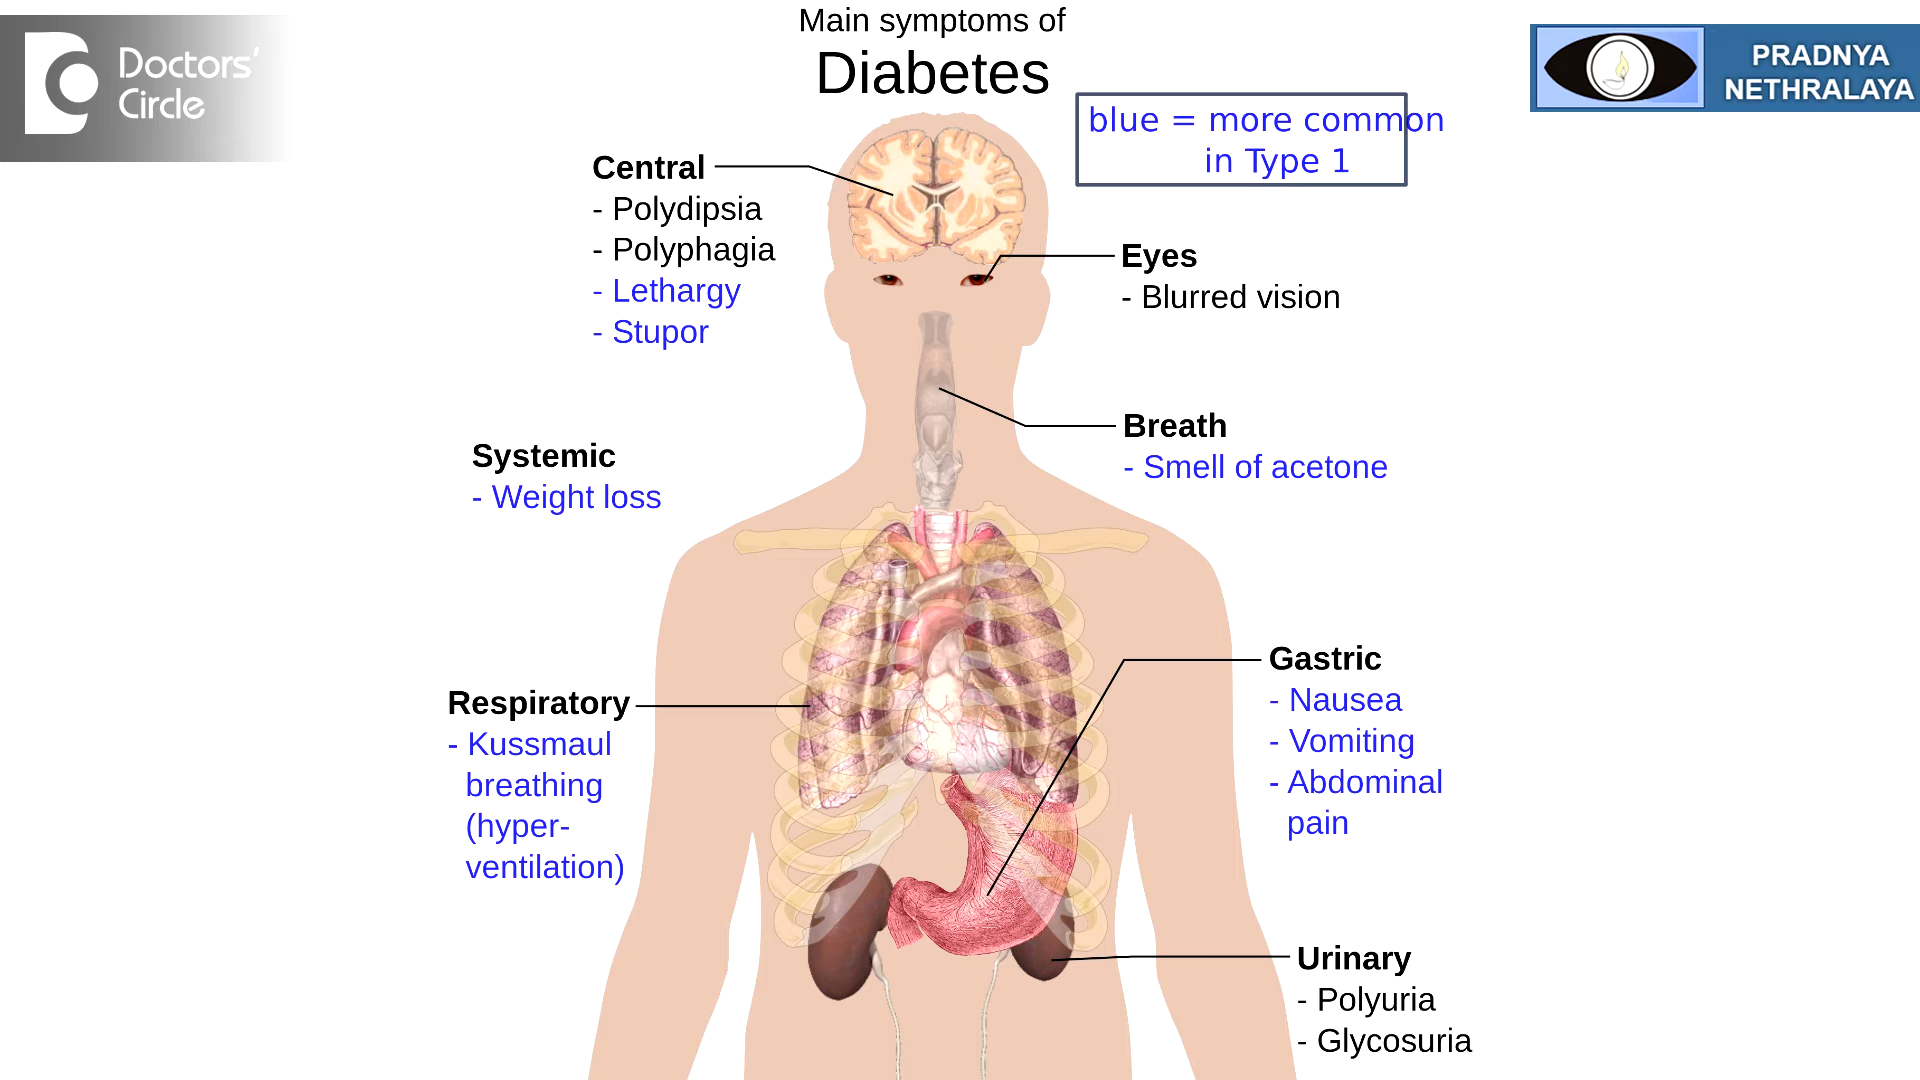 Doctors'
Circle
Main symptoms of
Diabetes
PRADNYA
NETHRALAYA
blue = more common
in Type 1
Central
- Polydipsia
- Polyphagia
- Lethargy
- Stupor
Eyes
- Blurred vision
Breath
- Smell of acetone
Systemic
- Weight loss
Respiratory
- Kussmaul
breathing
(hyper-
ventilation)
Gastric
- Nausea
- Vomiting
- Abdominal
pain
Urinary
- Polyuria
- Glycosuria